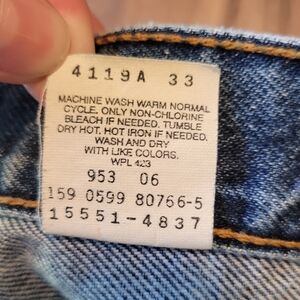 4119A 33
MACHINE WASH WARM NORMAL
CYCLE. ONLY NON-CHLORINE
BLEACH IF NEEDED. TUMBLE
DRY HOT. HOT IRON IF NEEDED.
WASH AND DRY
WITH LIKE COLORS.
WPL 423
953 06
159 0599 80766-5
15551-4837